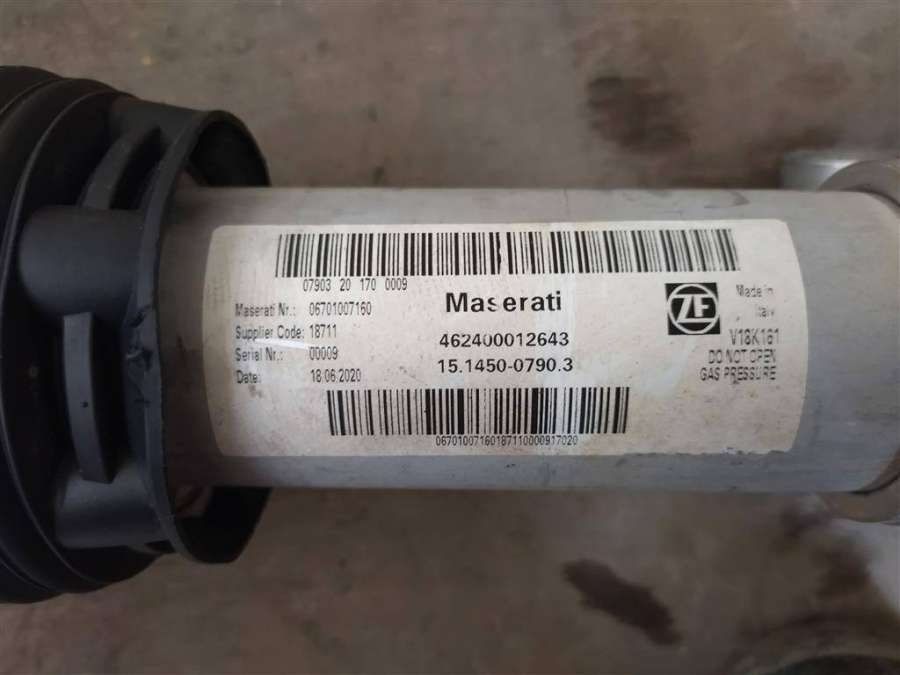 07903 20 170 0009
Maserati Nr.: 06701007160
Supplier Code: 18711
Serial Nr.: 00009
Date: 18.06.2020
Maserati
462400012643
15.1450-0790.3
ZF
Made in
Italy
V18K161
DO NOT OPEN
GAS PRESSURE
06701007160187110000917020